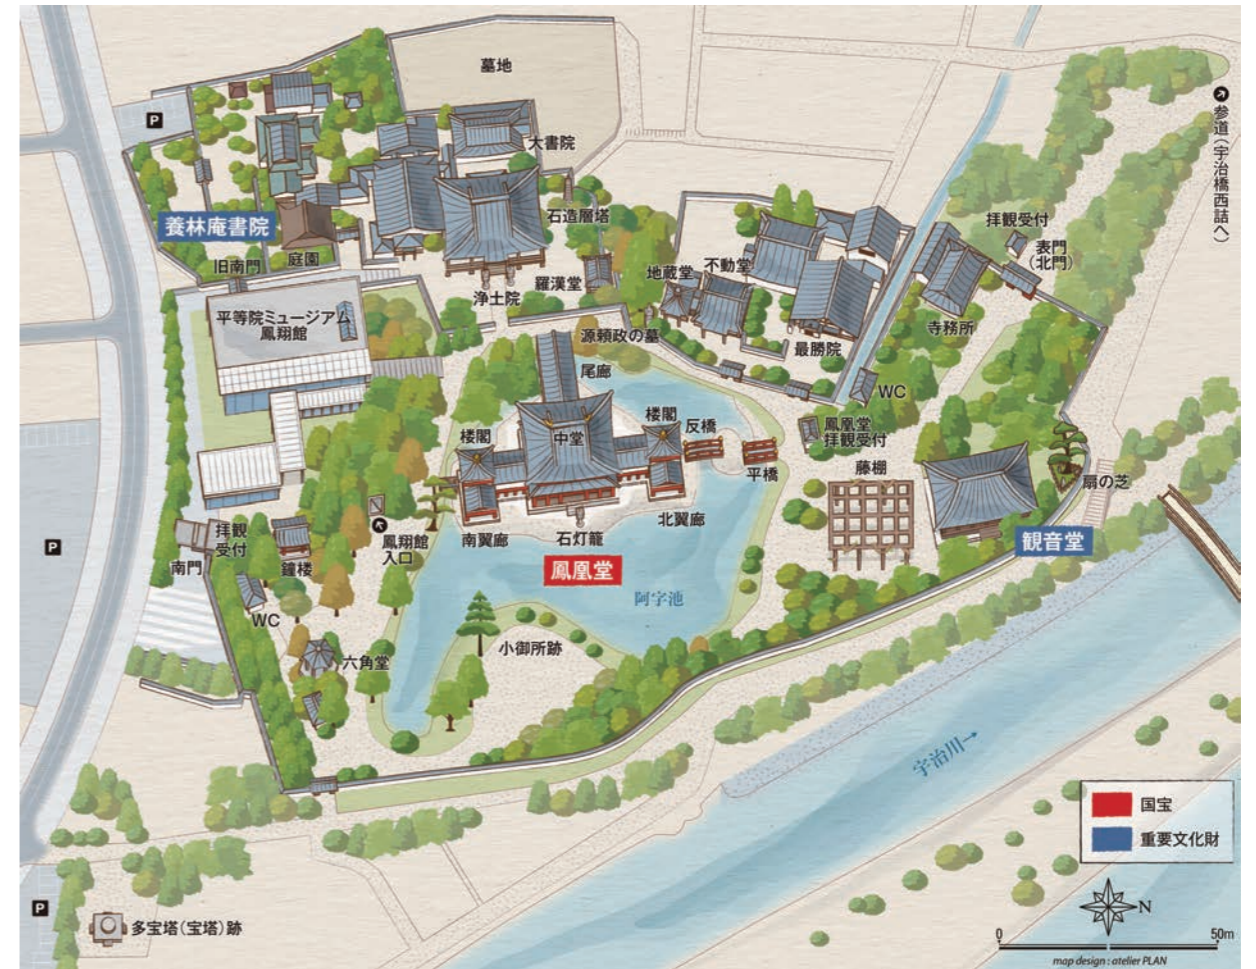 墓地
P
大書院
参道(宇治橋西詰へ)
石造層塔
養林庵書院
拝観受付
表門
(北門)
旧南門
庭園
地蔵堂
不動堂
羅漢堂
浄土院
平等院ミュージアム
鳳翔館
源頼政の墓
最勝院
寺務所
尾廊
WC
楼閣
中堂
楼閣
反橋
鳳凰堂
拝観受付
平橋
藤棚
扇の芝
北翼廊
石灯籠
南翼廊
鳳翔館
入口
拝観
受付
南門
鐘楼
P
観音堂
鳳凰堂
阿字池
WC
六角堂
小御所跡
宇治川→
国宝
重要文化財
P
多宝塔(宝塔)跡
N
0
50m
map design : atelier PLAN